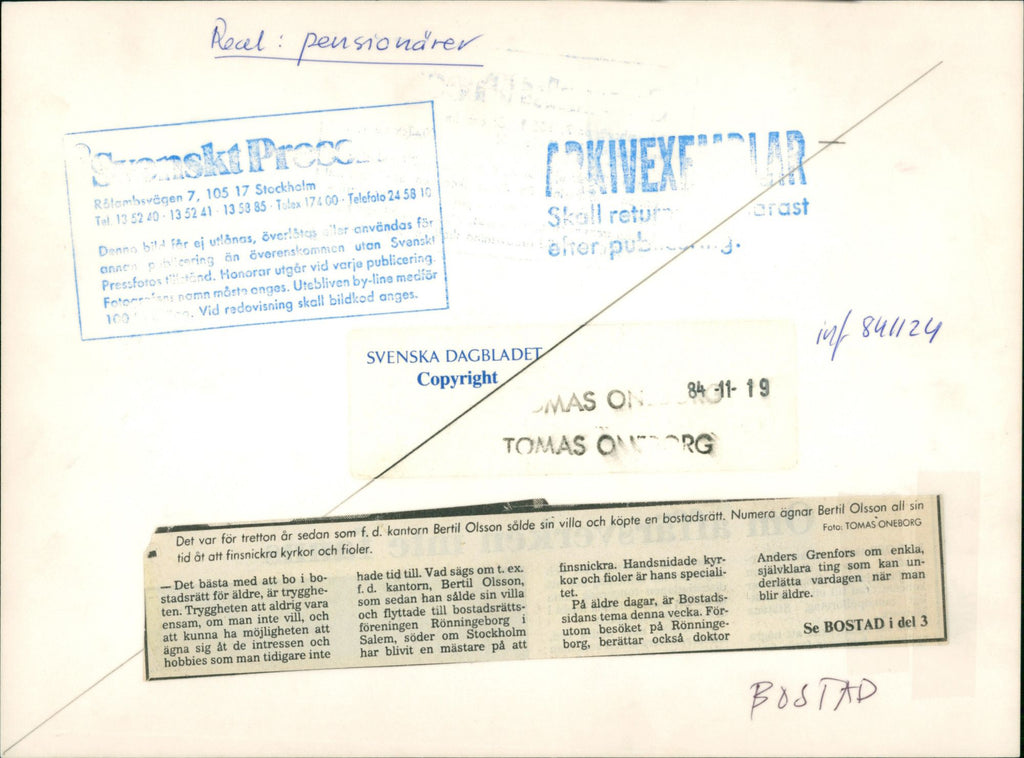 Real: pensionärer
Svenskt Press
Rålambsvägen 7, 105 17 Stockholm
Tel. 13 52 40 · 13 52 41 · 13 53 85 · Telex 174 00 · Telefoto 24 58 10
Denna bild får ej utlånas, överlåtas eller användas för
annan publicering än överenskommen utan Svenskt
Pressfotos tillstånd. Honorar utgår vid varje publicering.
Fotografens namn måste anges. Utebliven by-line medför
100 Vid redovisning skall bildkod anges.
ARKIVEXEMPLAR
Skall retur
efter publicering.
inf 841124
SVENSKA DAGBLADET
Copyright
84 -11- 19
TOMAS ONEBORG
TOMAS ONEBORG
Det var för tretton år sedan som f. d. kantorn Bertil Olsson sålde sin villa och köpte en bostadsrätt. Numera ägnar Bertil Olsson all sin
tid åt att finsnickra kyrkor och fioler.
Foto: TOMAS ONEBORG
— Det bästa med att bo i bo-
stadsrätt för äldre, är trygghe-
ten. Tryggheten att aldrig vara
ensam, om man inte vill, och
att kunna ha möjligheten att
ägna sig åt de intressen och
hobbies som man tidigare inte
hade tid till. Vad sägs om t. ex.
f. d. kantorn, Bertil Olsson,
som sedan han sålde sin villa
och flyttade till bostadsrätts-
föreningen Rönningeborg i
Salem, söder om Stockholm
har blivit en mästare på att
finsnickra. Handsnidade kyr-
kor och fioler är hans speciali-
tet.
På äldre dagar, är Bostads-
sidans tema denna vecka. För-
utom besöket på Rönninge-
borg, berättar också doktor
Anders Grenfors om enkla,
självklara ting som kan un-
derlätta vardagen när man
blir äldre.
Se BOSTAD i del 3
BOSTAD